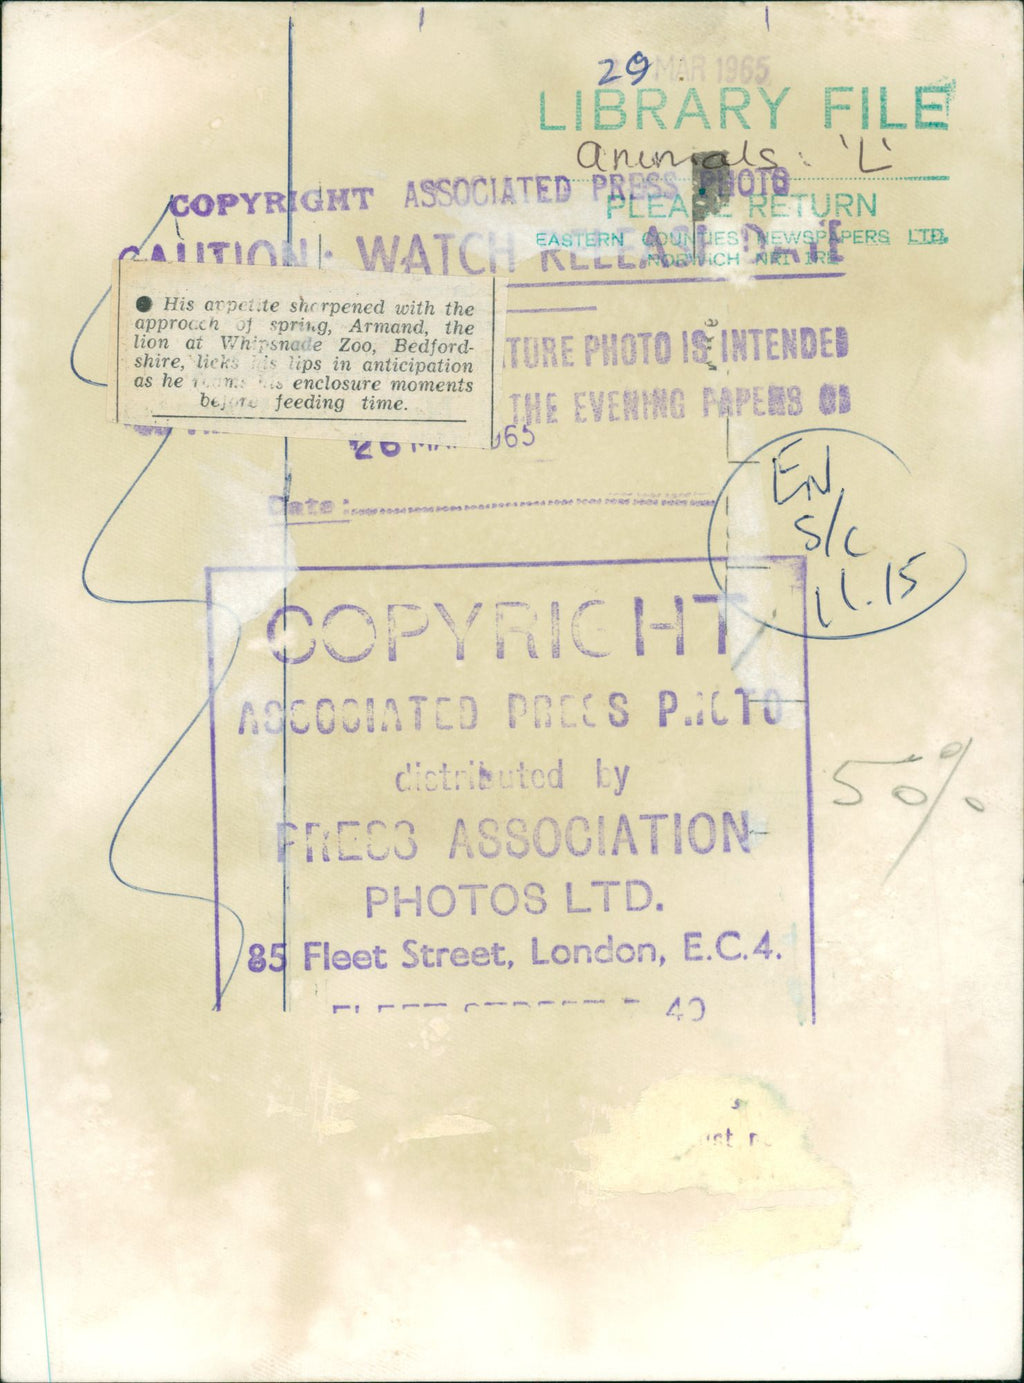 29 MAR 1965
LIBRARY FILE
Animals: 'L'
COPYRIGHT ASSOCIATED PRESS PHOTO
PLEASE RETURN
EASTERN COUNTIES NEWSPAPERS LTD.
NORWICH NR1 1RE
CAUTION: WATCH RELEASE DATE
● His appetite sharpened with the
approach of spring, Armand, the
lion at Whipsnade Zoo, Bedford-
shire, licks his lips in anticipation
as he roams his enclosure moments
before feeding time.
TURE PHOTO IS INTENDED
THE EVENING PAPERS OF
26 MAR 1965
Date:
EN
S/C
11.15
COPYRIGHT
ASSOCIATED PRESS PHOTO
distributed by
PRESS ASSOCIATION
PHOTOS LTD.
85 Fleet Street, London, E.C.4.
50%